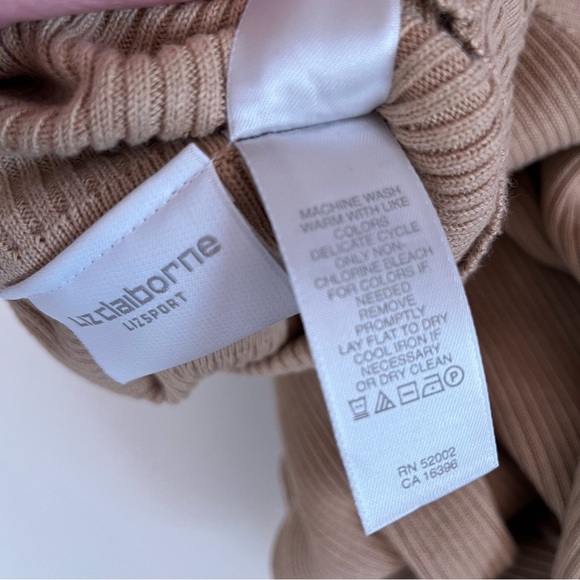 Liz claiborne
LIZSPORT
MACHINE WASH
WARM WITH LIKE
COLORS
DELICATE CYCLE
ONLY NON-
CHLORINE BLEACH
FOR COLORS IF
NEEDED
REMOVE
PROMPTLY
LAY FLAT TO DRY
COOL IRON IF
NECESSARY
OR DRY CLEAN
P
RN 52002
CA 16396